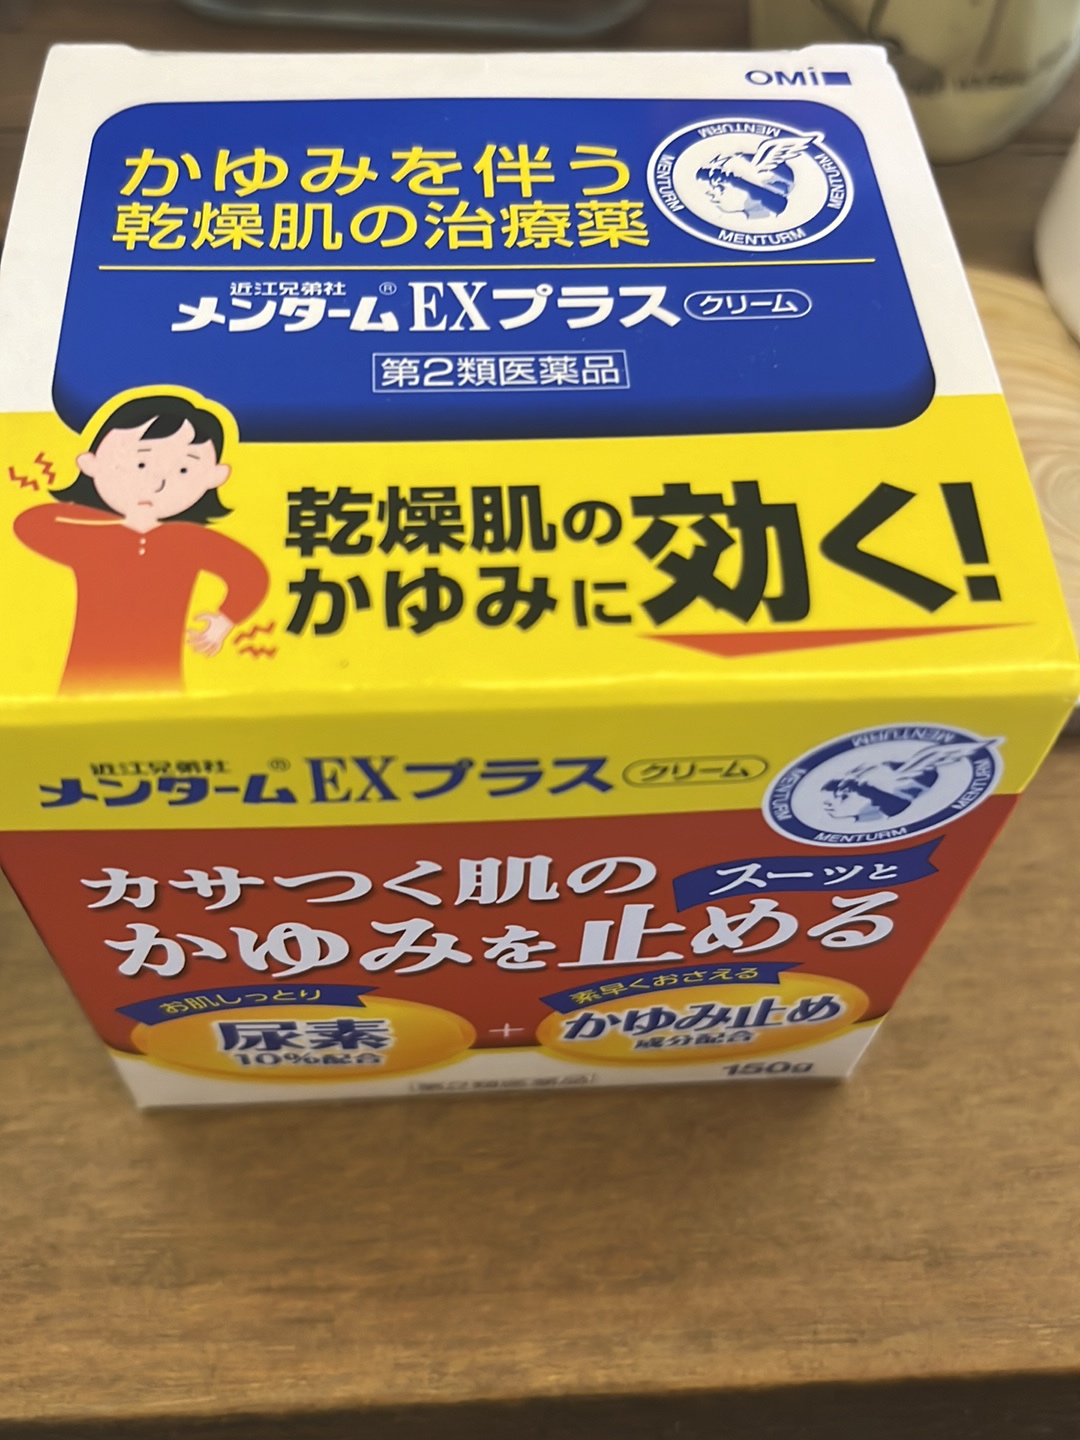 OMI
かゆみを伴う
乾燥肌の治療薬
MENTURM MENTURM MENTURM MENTURM
近江兄弟社
メンターム® EXプラス クリーム
第2類医薬品
乾燥肌の
かゆみに効く!
近江兄弟社
メンターム® EXプラス クリーム
MENTURM MENTURM MENTURM MENTURM
カサつく肌の
スーッと
かゆみを止める
お肌しっとり
尿素
10%配合
+
素早くおさえる
かゆみ止め
成分配合
第2類医薬品
150g